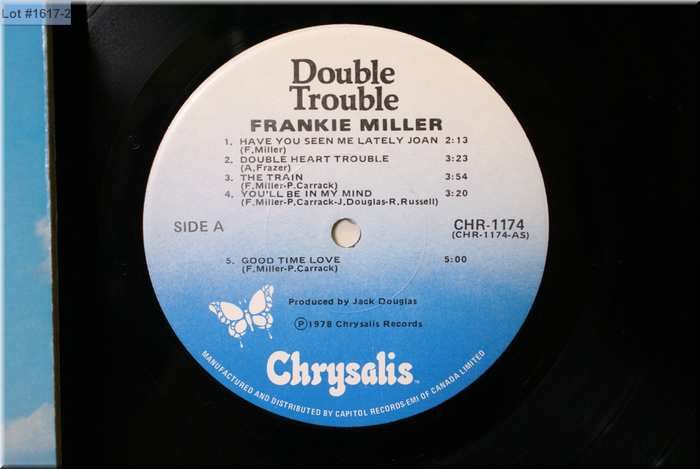 Lot #1617-2
Double
Trouble
FRANKIE MILLER
1. HAVE YOU SEEN ME LATELY JOAN 2:13
(F,Miller)
2. DOUBLE HEART TROUBLE 3:23
(A,Frazer)
3. THE TRAIN 3:54
(F.Miller-P.Carrack)
4. YOU'LL BE IN MY MIND 3:20
(F,Miller-P,Carrack-J,Douglas-R,Russell)
SIDE A
CHR-1174
(CHR-1174-AS)
5. GOOD TIME LOVE 5:00
(F.Miller-P.Carrack)
Produced by Jack Douglas
℗1978 Chrysalis Records
Chrysalis™
MANUFACTURED AND DISTRIBUTED BY CAPITOL RECORDS-EMI OF CANADA LIMITED